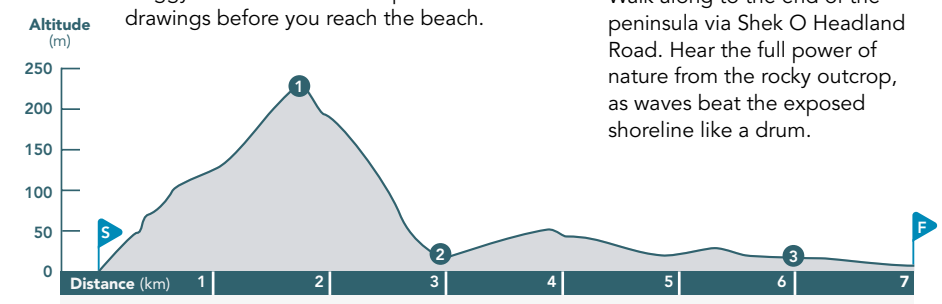 drawings before you reach the beach.
peninsula via Shek O Headland
Road. Hear the full power of
nature from the rocky outcrop,
as waves beat the exposed
shoreline like a drum.
Altitude
(m)
250
200
150
100
50
0
S
1
2
3
F
Distance (km) 1 2 3 4 5 6 7